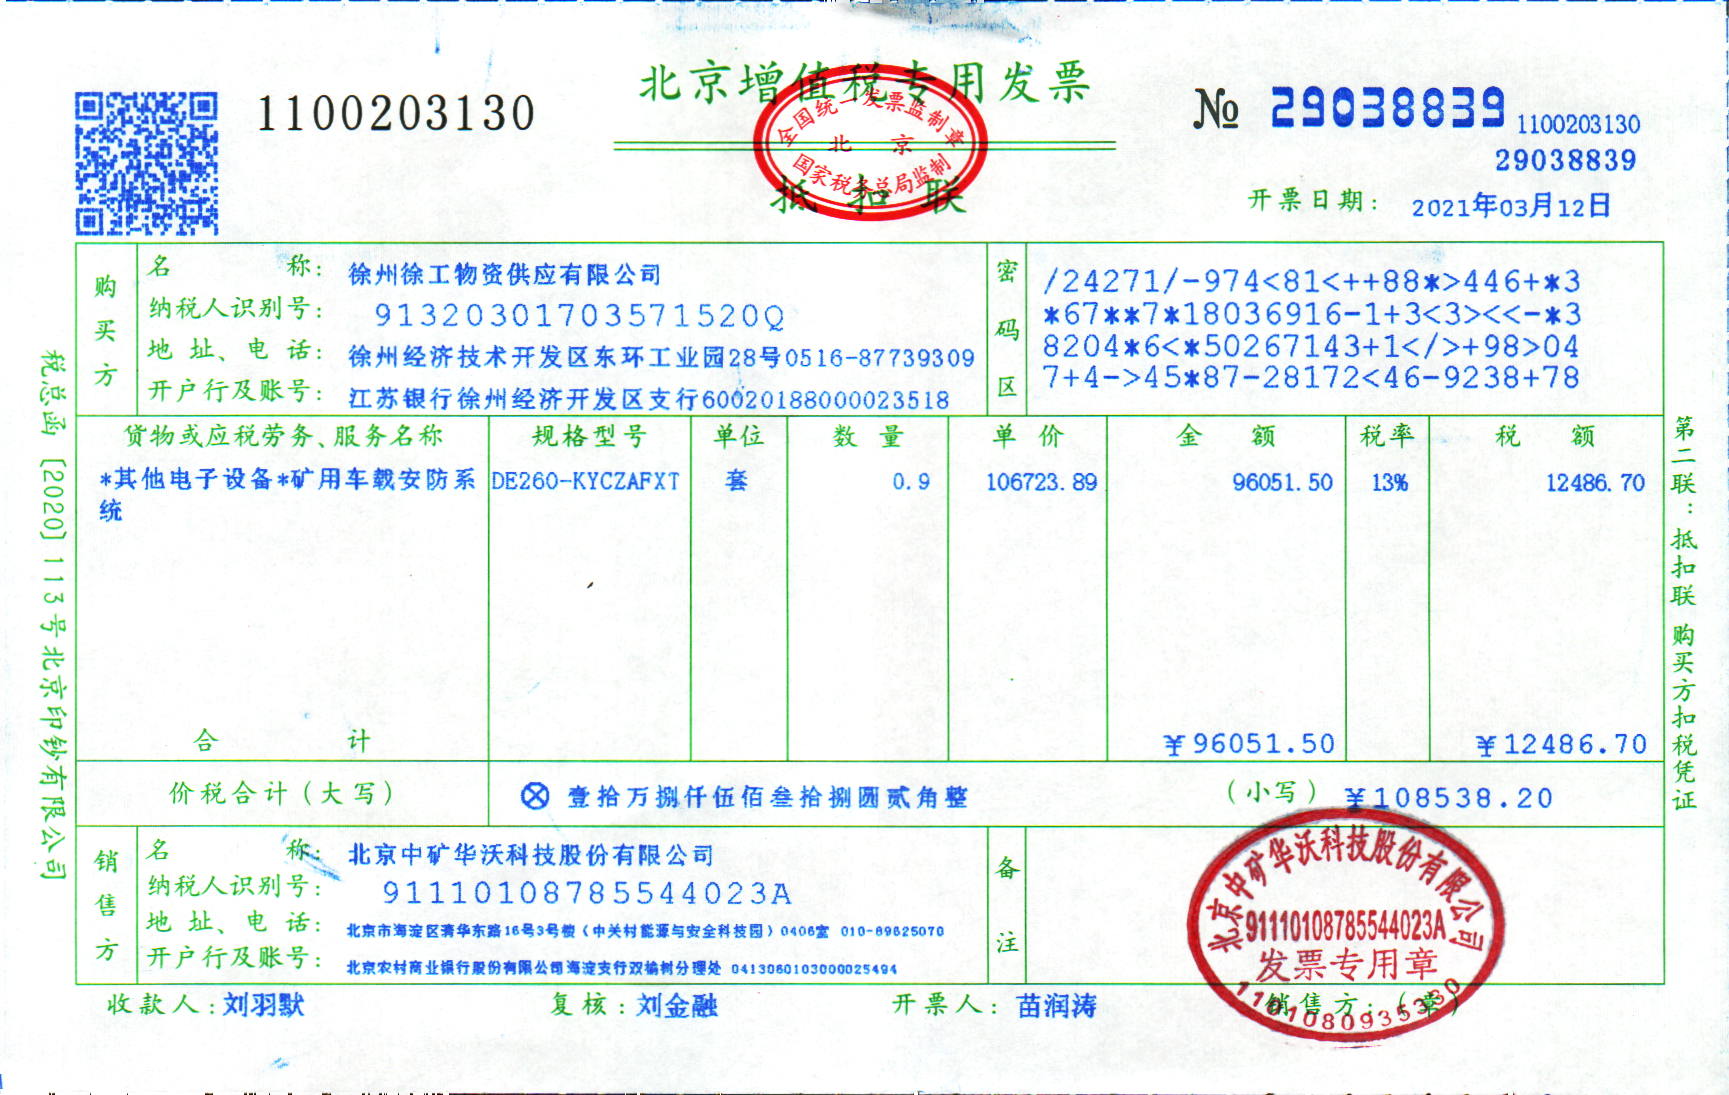 北京增值税专用发票
全国统一发票监制章
北京
国家税务总局监制
抵扣联
1100203130
№ 29038839
1100203130
29038839
开票日期: 2021年03月12日
购买方
名称: 徐州徐工物资供应有限公司
纳税人识别号: 91320301703571520Q
地址、电话: 徐州经济技术开发区东环工业园28号0516-87739309
开户行及账号: 江苏银行徐州经济开发区支行60020188000023518
密码区
/24271/-974<81<++88*>446+*3
*67**7*18036916-1+3<3><<-*3
8204*6<*50267143+1</>+98>04
7+4->45*87-28172<46-9238+78
货物或应税劳务、服务名称 规格型号 单位 数量 单价 金额 税率 税额
*其他电子设备*矿用车载安防系 DE260-KYCZAFXT 套 0.9 106723.89 96051.50 13% 12486.70
统
合计 ¥96051.50 ¥12486.70
价税合计(大写) ⊗壹拾万捌仟伍佰叁拾捌圆贰角整 (小写) ¥108538.20
销售方
名称: 北京中矿华沃科技股份有限公司
纳税人识别号: 91110108785544023A
地址、电话: 北京市海淀区清华东路16号3号楼(中关村能源与安全科技园)0406室 010-89825070
开户行及账号: 北京农村商业银行股份有限公司海淀支行双榆树分理处 0413060103000025494
备注
北京中矿华沃科技股份有限公司
91110108785544023A
发票专用章
1101080935330
收款人: 刘羽默 复核: 刘金融 开票人: 苗润涛 销售方: (章)
税总函[2020]113号北京印钞有限公司
第二联: 抵扣联 购买方扣税凭证